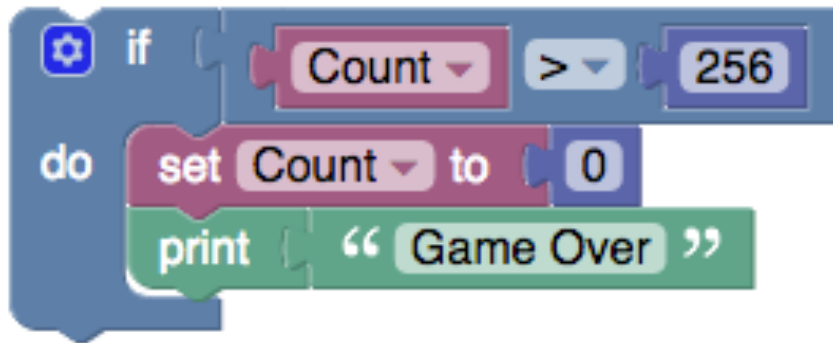 if Count > 256
do set Count to 0
print “ Game Over ”